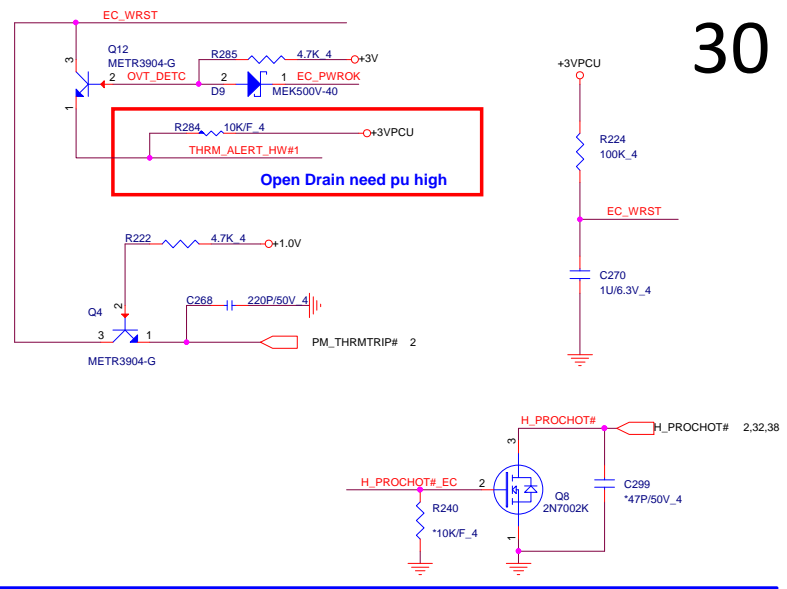 EC_WRST
30
Q12
METR3904-G
3
2
1
OVT_DETC
R285
4.7K_4
+3V
2
1
EC_PWROK
D9
MEK500V-40
R284
10K/F_4
+3VPCU
THRM_ALERT_HW#1
Open Drain need pu high
+3VPCU
R224
100K_4
EC_WRST
C270
1U/6.3V_4
R222
4.7K_4
+1.0V
Q4
2
3
1
METR3904-G
C268
220P/50V_4
PM_THRMTRIP# 2
H_PROCHOT#
H_PROCHOT# 2,32,38
3
H_PROCHOT#_EC
2
Q8
2N7002K
1
R240
*10K/F_4
C299
*47P/50V_4